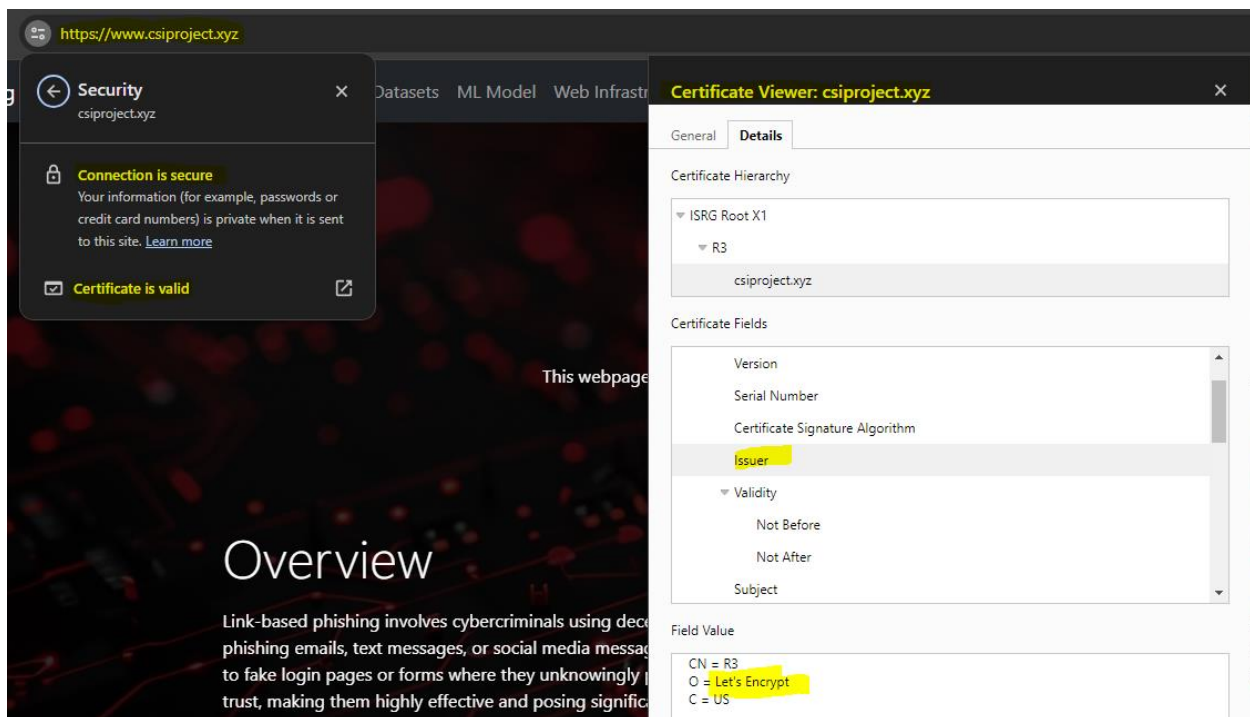 https://www.csiproject.xyz
Security
csiproject.xyz
Connection is secure
Your information (for example, passwords or
credit card numbers) is private when it is sent
to this site. Learn more
Certificate is valid
g
Datasets ML Model Web Infrastr
This webpage
Overview
Link-based phishing involves cybercriminals using dece
phishing emails, text messages, or social media messag
to fake login pages or forms where they unknowingly p
trust, making them highly effective and posing signific
Certificate Viewer: csiproject.xyz
General Details
Certificate Hierarchy
ISRG Root X1
R3
csiproject.xyz
Certificate Fields
Version
Serial Number
Certificate Signature Algorithm
Issuer
Validity
Not Before
Not After
Subject
Field Value
CN = R3
O = Let's Encrypt
C = US